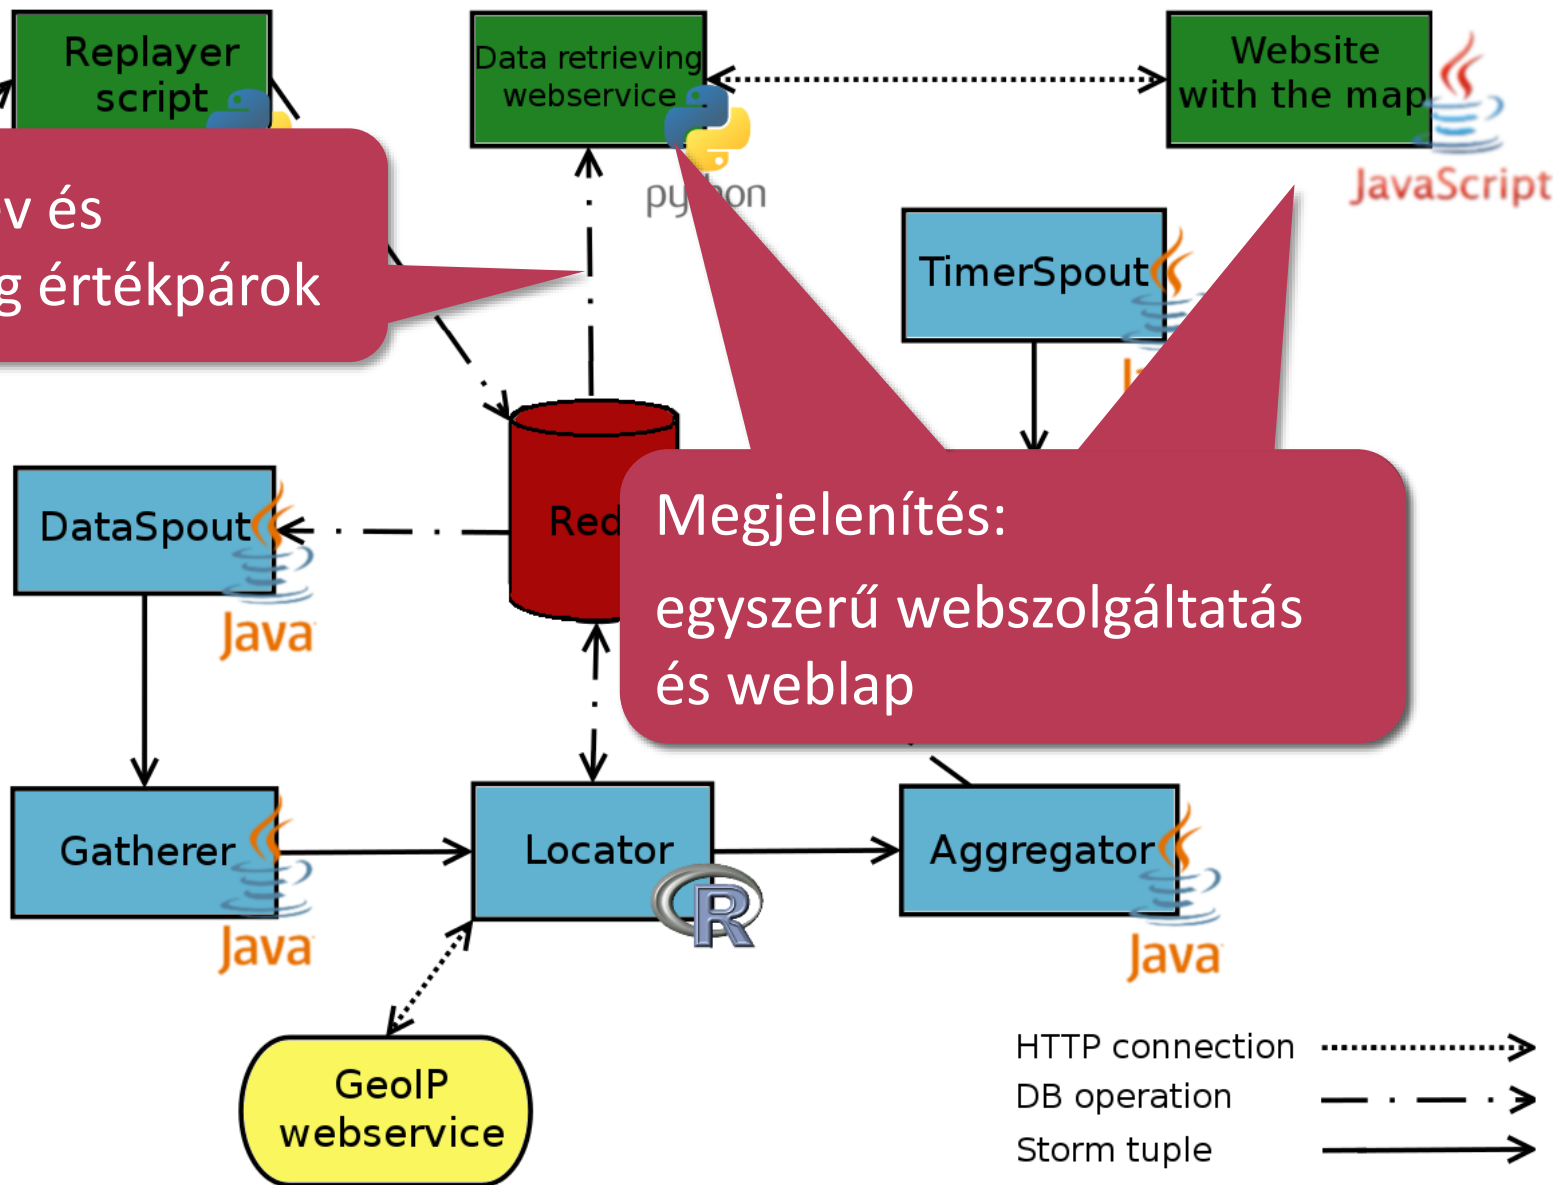 Replayer
script
Data retrieving
webservice
python
Website
with the map
JavaScript
és
értékpárok
TimerSpout
DataSpout
Java
Megjelenítés:
egyszerű webszolgáltatás
és weblap
Gatherer
Java
Locator
R
Aggregator
Java
GeoIP
webservice
HTTP connection
DB operation
Storm tuple